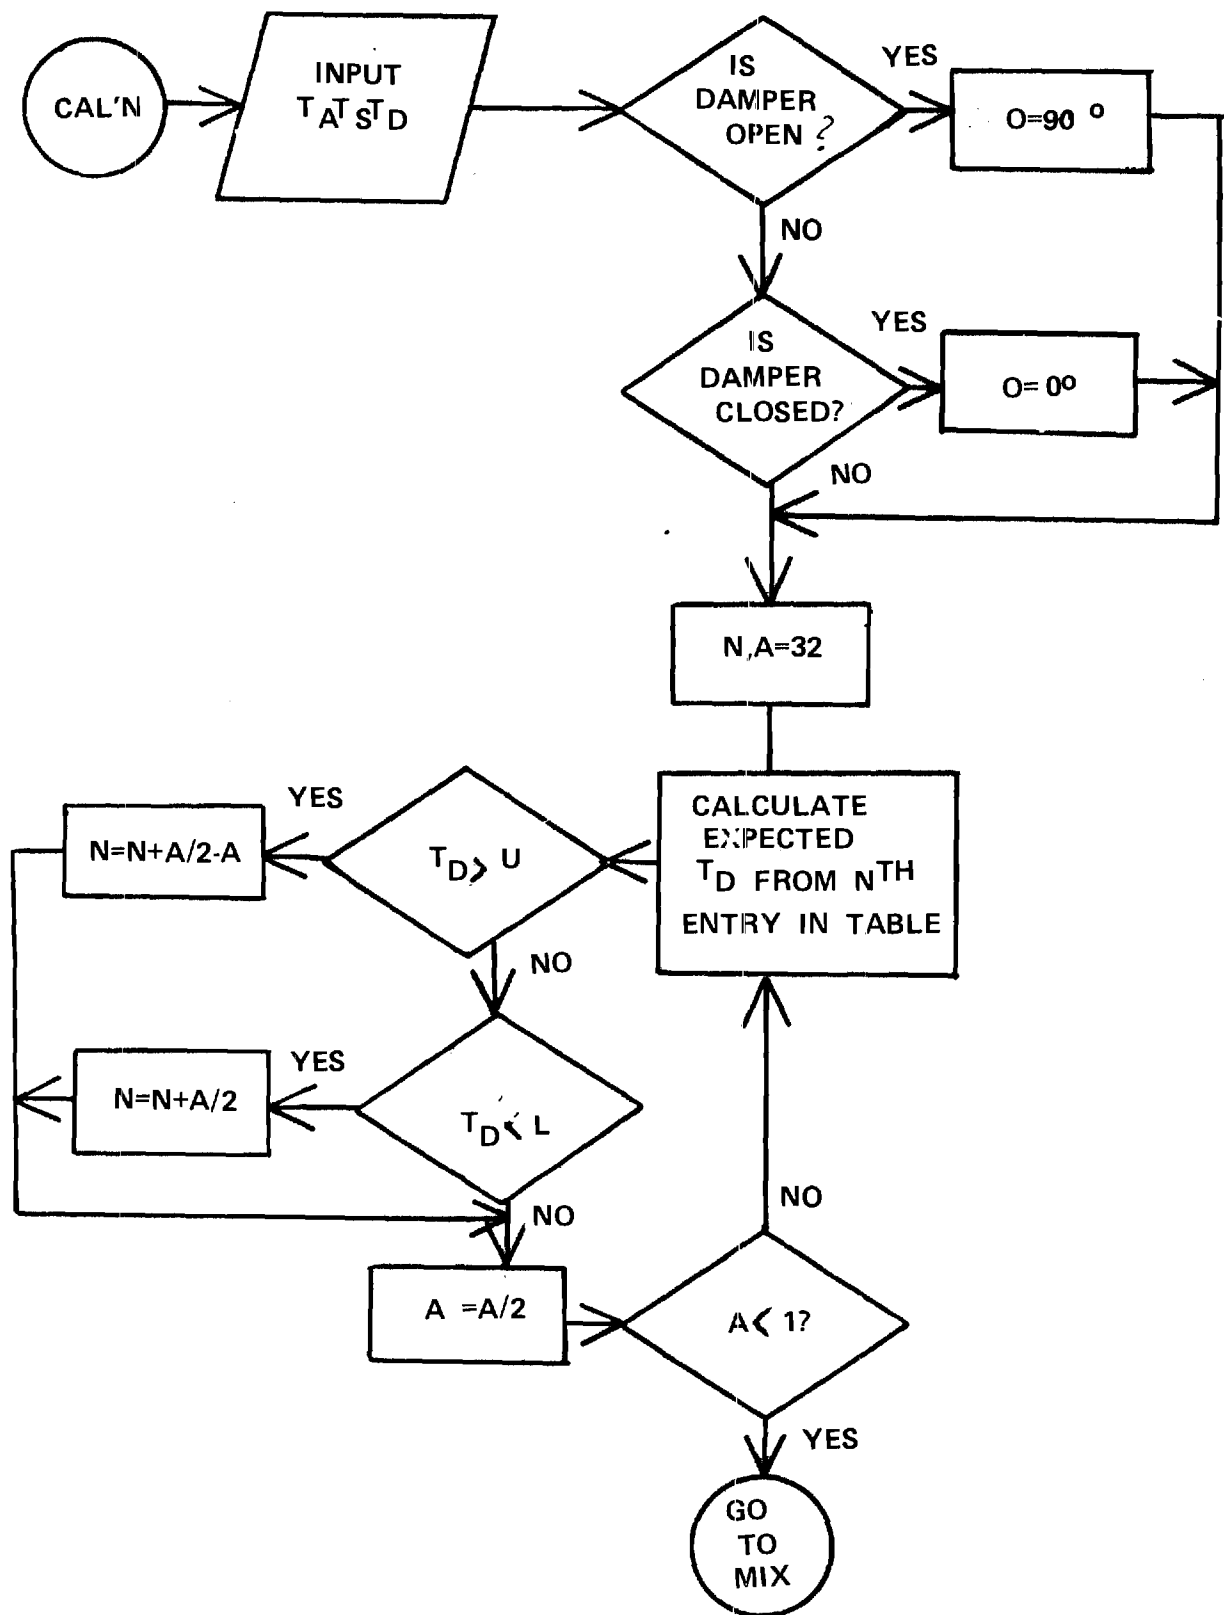 CAL'N
INPUT
TATSTD
IS
DAMPER
OPEN?
YES
O=90 º
NO
IS
DAMPER
CLOSED?
YES
O=0º
NO
N,A=32
CALCULATE
EXPECTED
TD FROM NTH
ENTRY IN TABLE
TD> U
YES
N=N+A/2-A
NO
TD< L
YES
N=N+A/2
NO
A =A/2
A< 1?
NO
YES
GO
TO
MIX